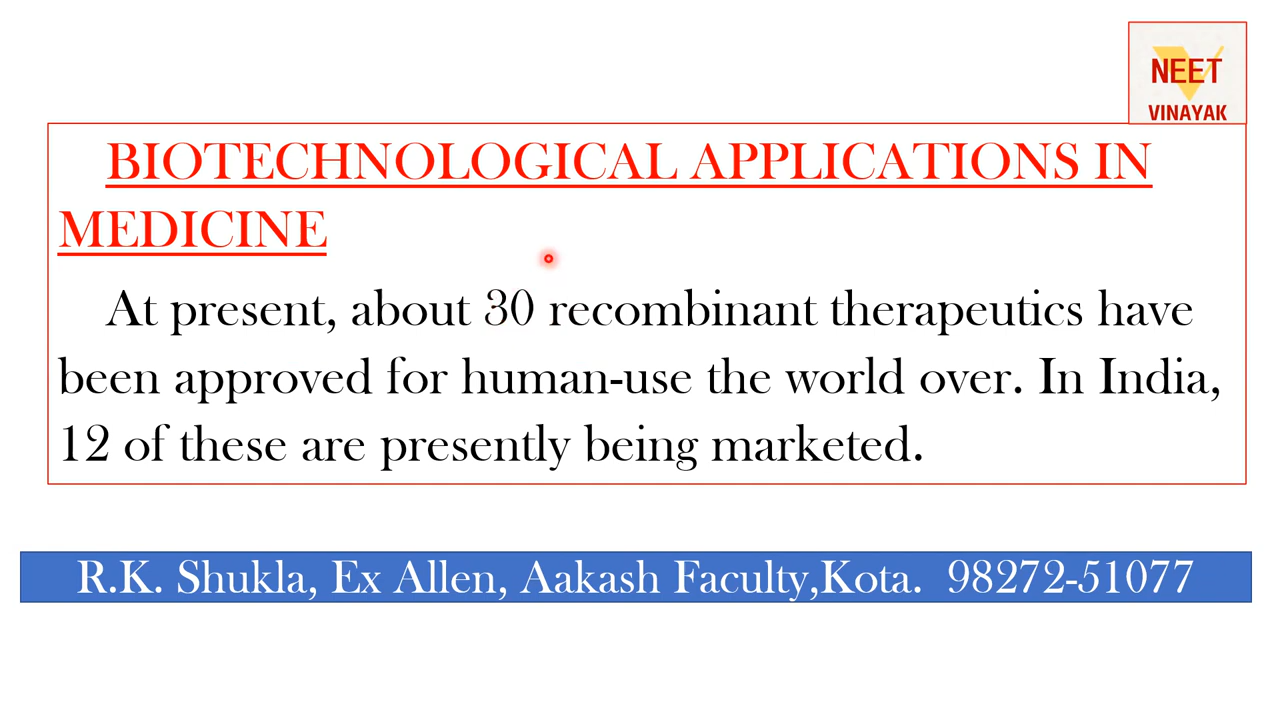 NEET
VINAYAK
BIOTECHNOLOGICAL APPLICATIONS IN
MEDICINE
At present, about 30 recombinant therapeutics have
been approved for human-use the world over. In India,
12 of these are presently being marketed.
R.K. Shukla, Ex Allen, Aakash Faculty,Kota. 98272-51077